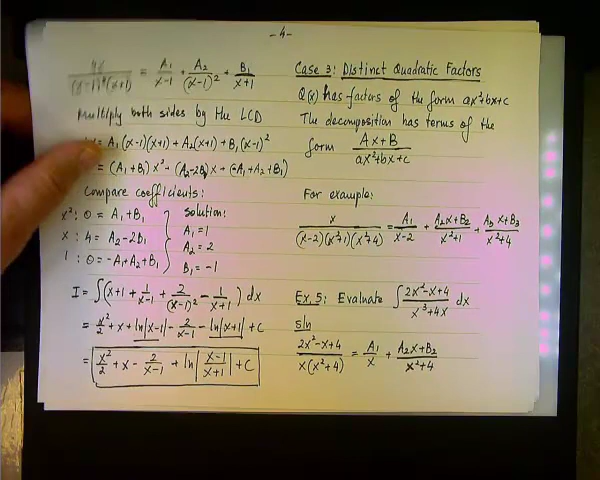 -4-
4x/((x-1)²(x+1)) = A₁/(x-1) + A₂/(x-1)² + B₁/(x+1)
Multiply both sides by the LCD
= A₁(x-1)(x+1) + A₂(x+1) + B₁(x-1)²
= (A₁+B₁)x² + (A₂-2B₁)x + (-A₁+A₂+B₁)
Compare coefficients:
x²: 0 = A₁+B₁
x: 4 = A₂-2B₁
1: 0 = -A₁+A₂+B₁
solution:
A₁ = 1
A₂ = 2
B₁ = -1
I = ∫(x+1 + 1/(x-1) + 2/(x-1)² - 1/(x+1)) dx
= x²/2 + x + ln|x-1| - 2/(x-1) - ln|x+1| + C
= x²/2 + x - 2/(x-1) + ln|(x-1)/(x+1)| + C
Case 3: Distinct Quadratic Factors
Q(x) has factors of the form ax²+bx+c
The decomposition has terms of the
form (Ax+B)/(ax²+bx+c)
For example:
x/((x-2)(x²+1)(x²+4)) = A₁/(x-2) + (A₂x+B₂)/(x²+1) + (A₃x+B₃)/(x²+4)
Ex. 5: Evaluate ∫(2x²-x+4)/(x³+4x) dx
sln
(2x²-x+4)/(x(x²+4)) = A₁/x + (A₂x+B₂)/(x²+4)